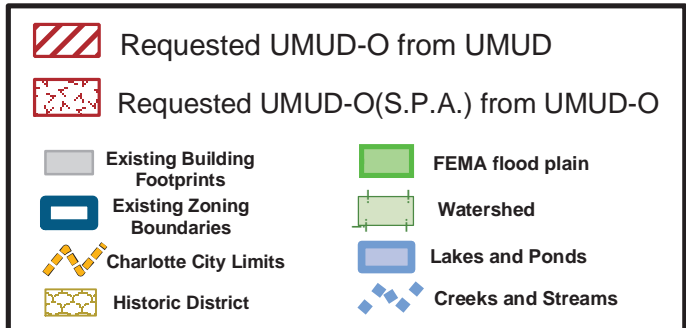 Requested UMUD-O from UMUD
Requested UMUD-O(S.P.A.) from UMUD-O
Existing Building
Footprints
Existing Zoning
Boundaries
Charlotte City Limits
Historic District
FEMA flood plain
Watershed
Lakes and Ponds
Creeks and Streams